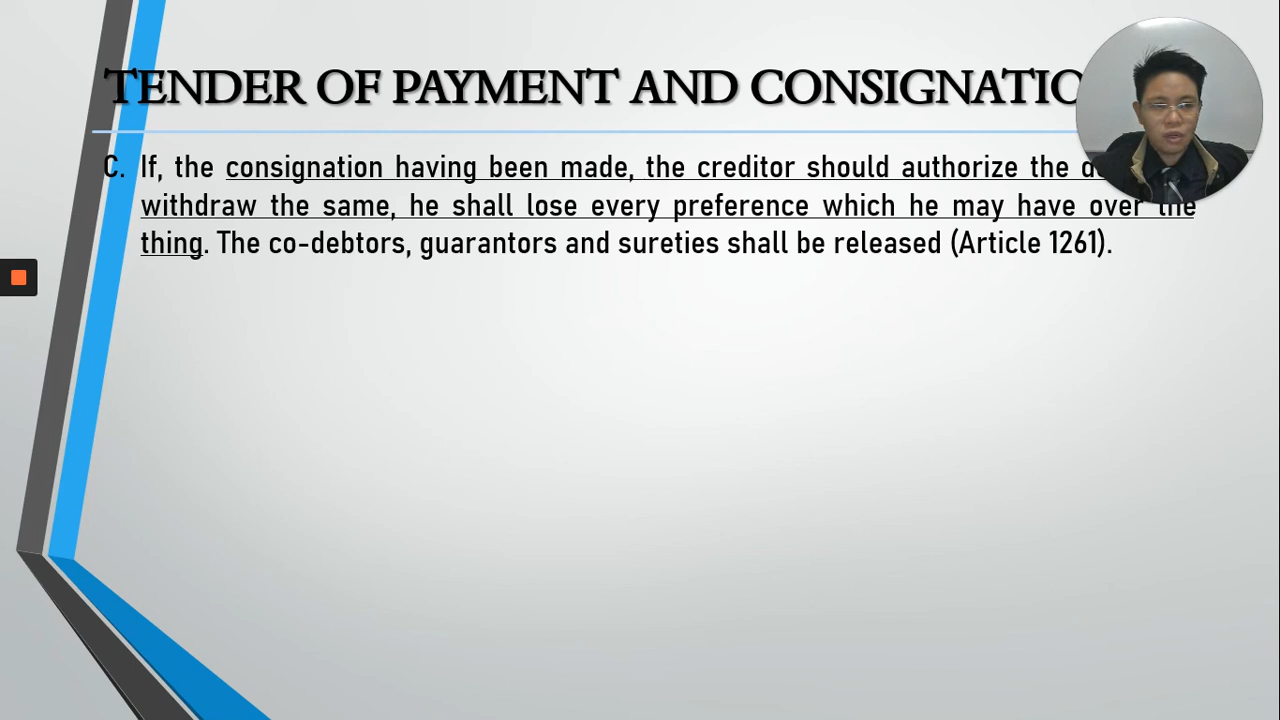 TENDER OF PAYMENT AND CONSIGNATIO
C. If, the consignation having been made, the creditor should authorize the
withdraw the same, he shall lose every preference which he may have over the
thing. The co-debtors, guarantors and sureties shall be released (Article 1261).